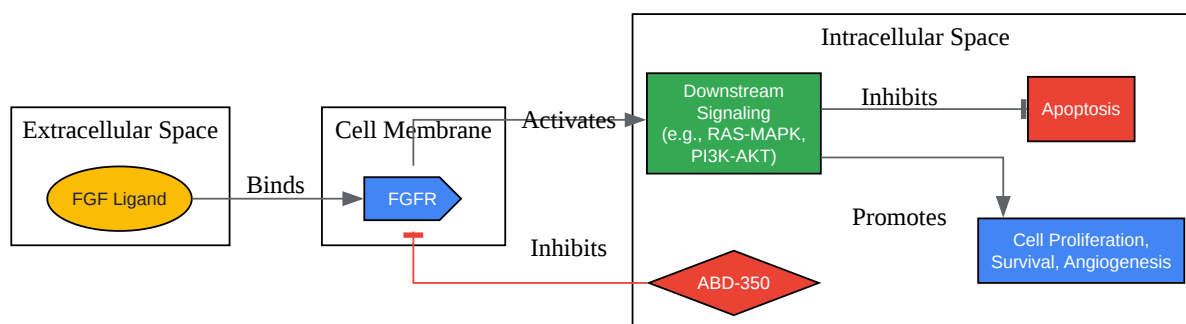 Intracellular Space
Downstream
Signaling
(e.g., RAS-MAPK,
PI3K-AKT)
Inhibits
Apoptosis
Extracellular Space
Cell Membrane
Activates
FGF Ligand
Binds
FGFR
Promotes
Cell Proliferation,
Survival, Angiogenesis
Inhibits
ABD-350